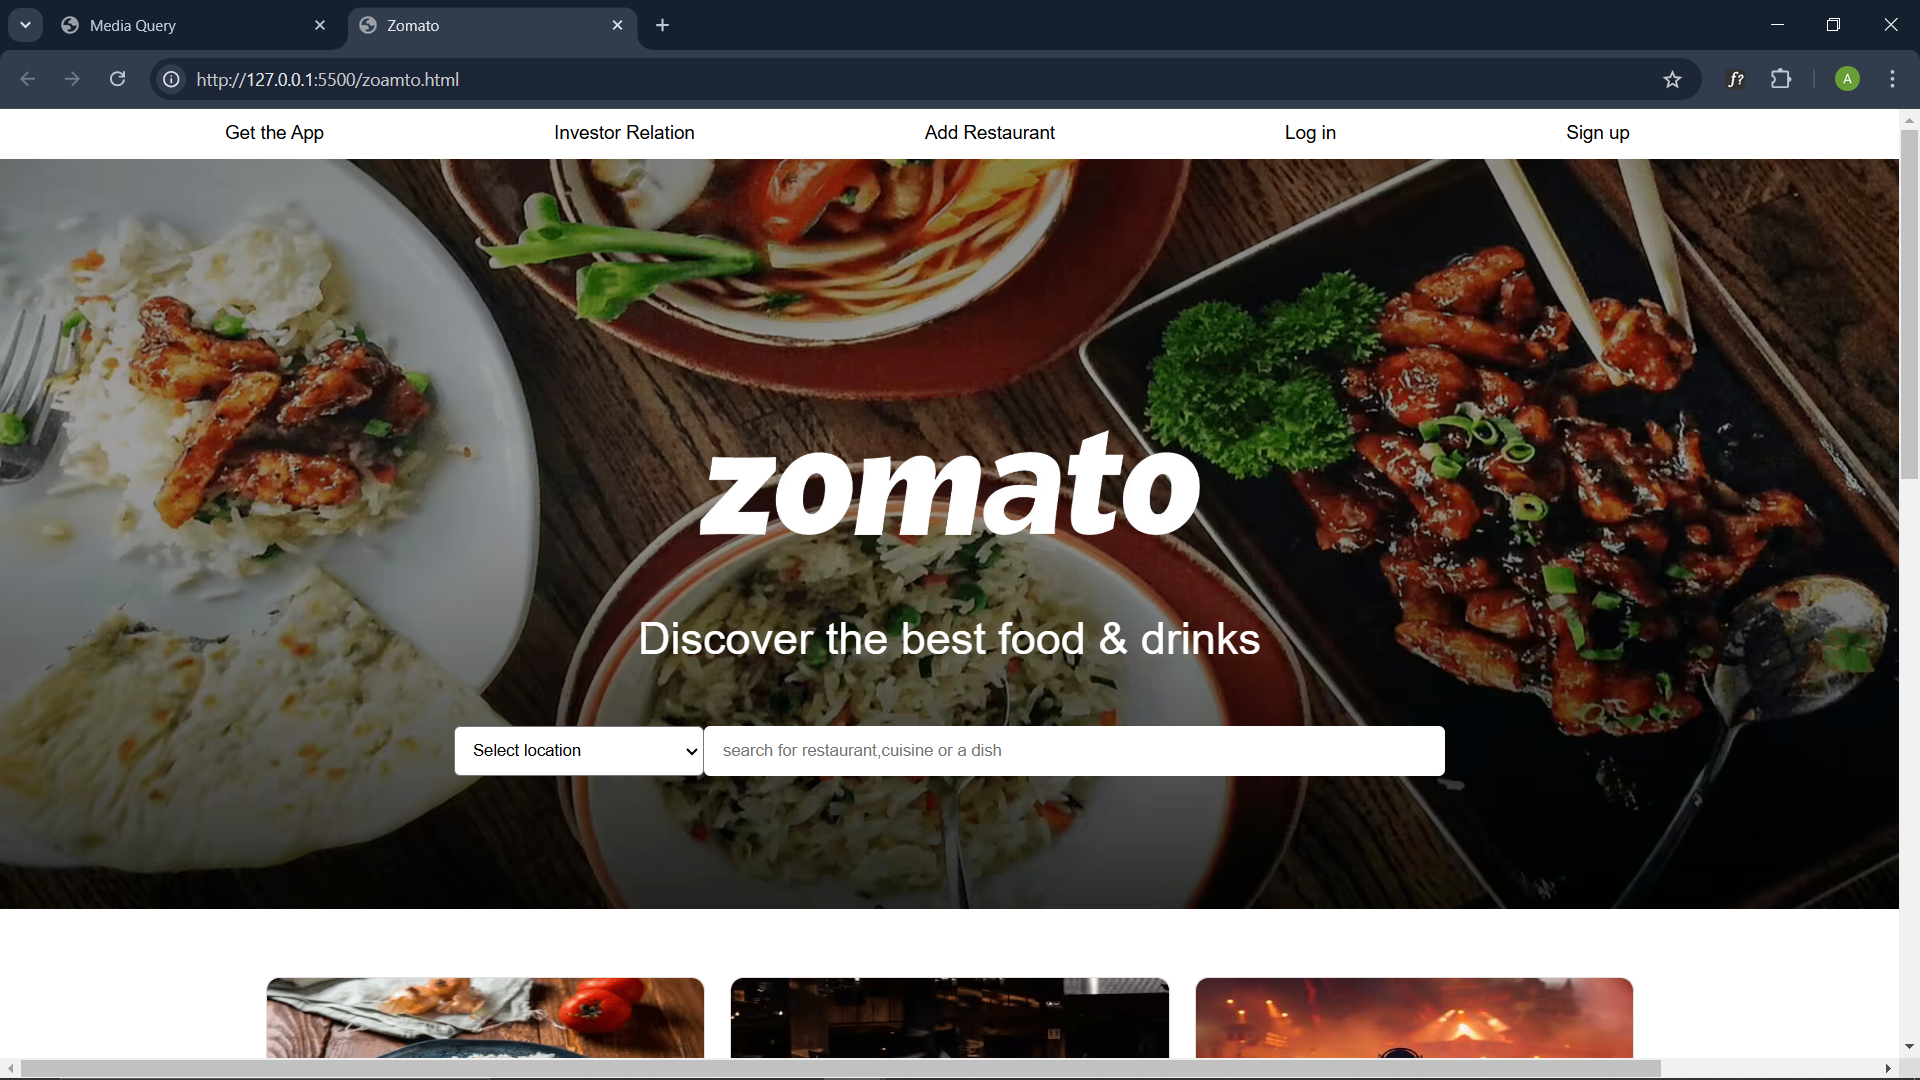 Media Query
Zomato
http://127.0.0.1:5500/zoamto.html
f?
A
Get the App
Investor Relation
Add Restaurant
Log in
Sign up
zomato
Discover the best food & drinks
Select location
search for restaurant,cuisine or a dish